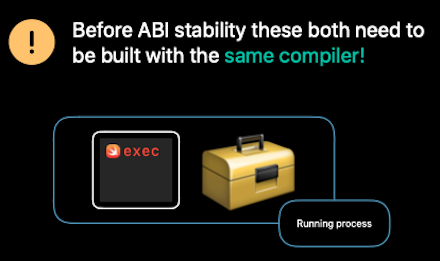 !
Before ABI stability these both need to
be built with the same compiler!
exec
Running process